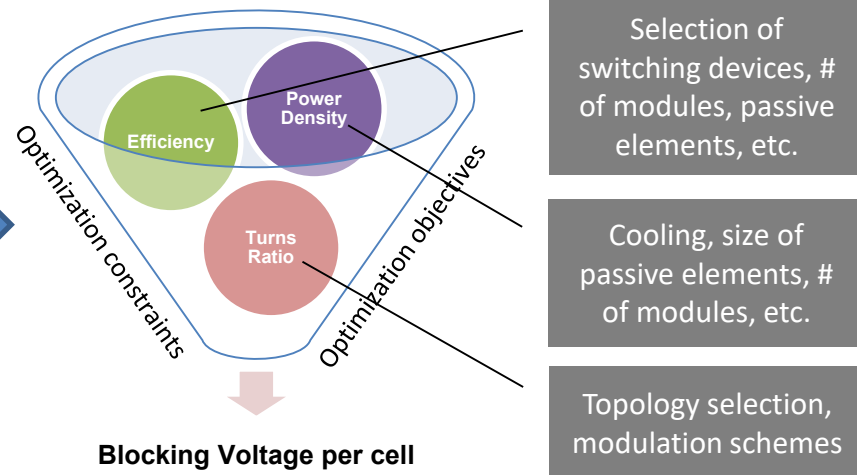 Efficiency
Power
Density
Turns
Ratio
Optimization constraints
Optimization objectives
Blocking Voltage per cell
Selection of
switching devices, #
of modules, passive
elements, etc.
Cooling, size of
passive elements, #
of modules, etc.
Topology selection,
modulation schemes